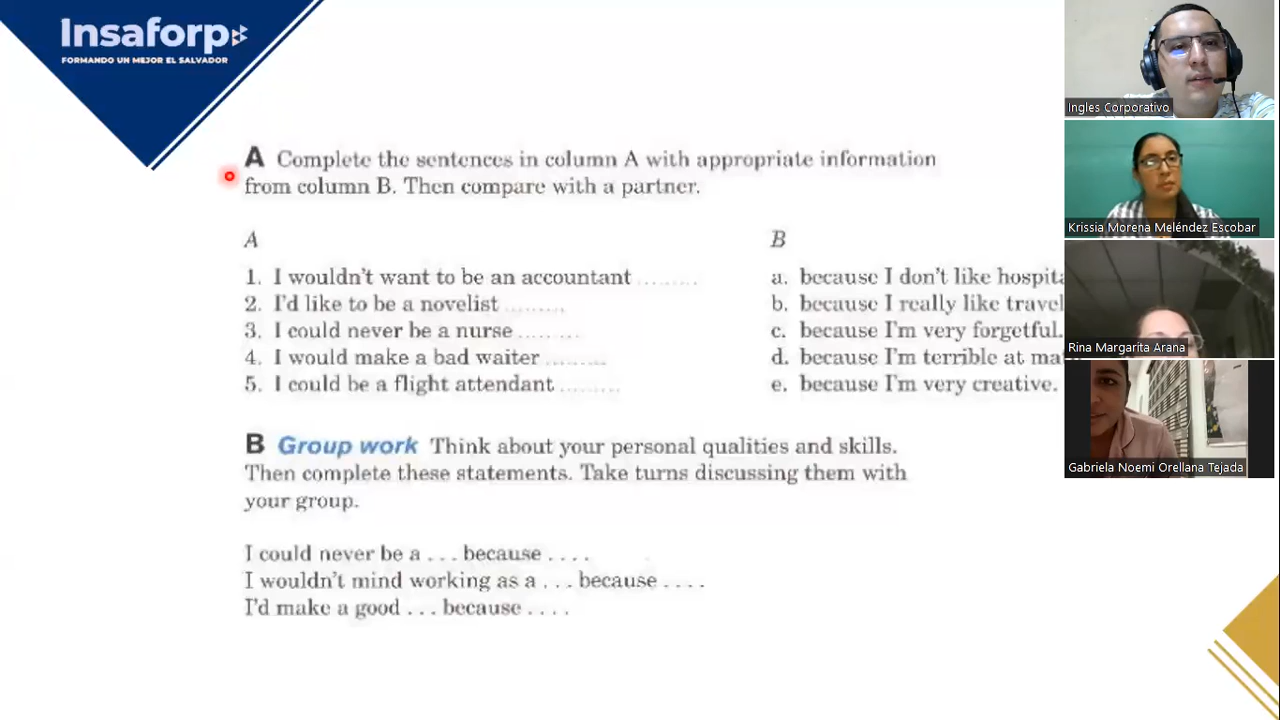 Insaforp
FORMANDO UN MEJOR EL SALVADOR
A Complete the sentences in column A with appropriate information
from column B. Then compare with a partner.
A
1. I wouldn't want to be an accountant ........
2. I'd like to be a novelist ........
3. I could never be a nurse ........
4. I would make a bad waiter ........
5. I could be a flight attendant ........
B
a. because I don't like hospita
b. because I really like travel
c. because I'm very forgetful.
d. because I'm terrible at ma
e. because I'm very creative.
B Group work Think about your personal qualities and skills.
Then complete these statements. Take turns discussing them with
your group.
I could never be a . . . because . . . .
I wouldn't mind working as a . . . because . . . .
I'd make a good . . . because . . . .
Ingles Corporativo
Krissia Morena Meléndez Escobar
Rina Margarita Arana
Gabriela Noemi Orellana Tejada